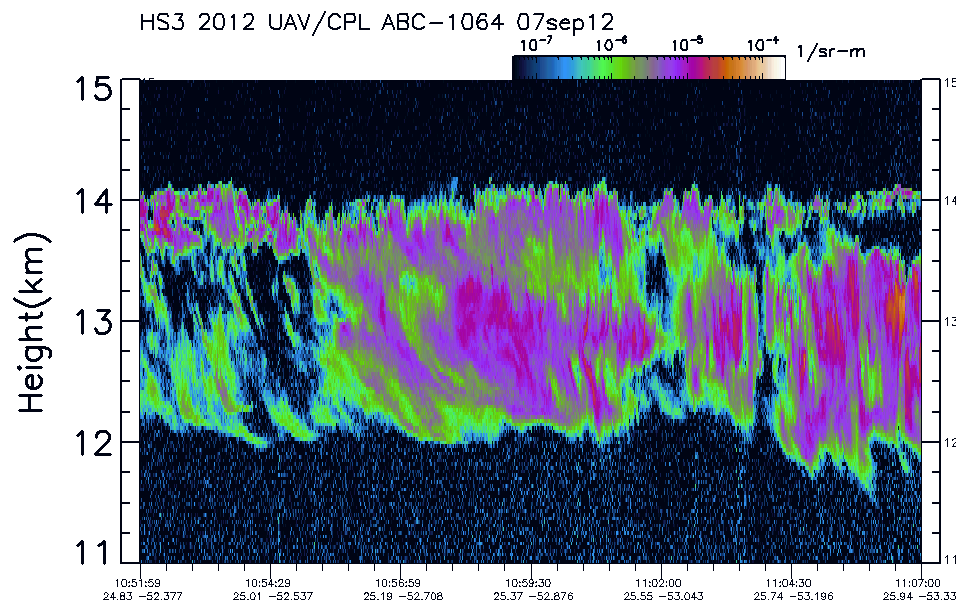 HS3 2012 UAV/CPL ABC-1064 07sep12
10-7 10-6 10-5 10-4 1/sr-m
15 15 15
14 14
Height(km)
13 13
12 12
11 11
10:51:59 10:54:29 10:56:59 10:59:30 11:02:00 11:04:30 11:07:00
24.83 -52.377 25.01 -52.537 25.19 -52.708 25.37 -52.876 25.55 -53.043 25.74 -53.196 25.94 -53.33